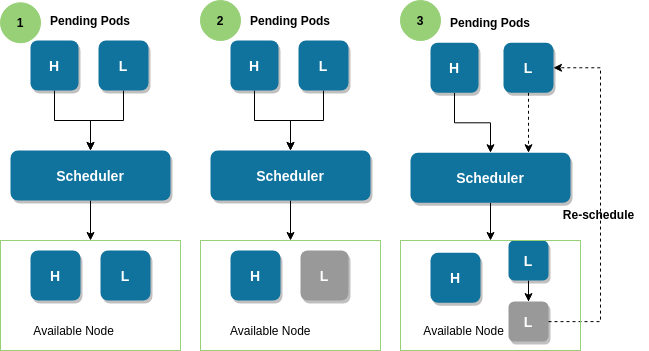 1
Pending Pods
H
L
Scheduler
H
L
Available Node
2
Pending Pods
H
L
Scheduler
H
L
Available Node
3
Pending Pods
H
L
Scheduler
Re-schedule
H
L
L
Available Node